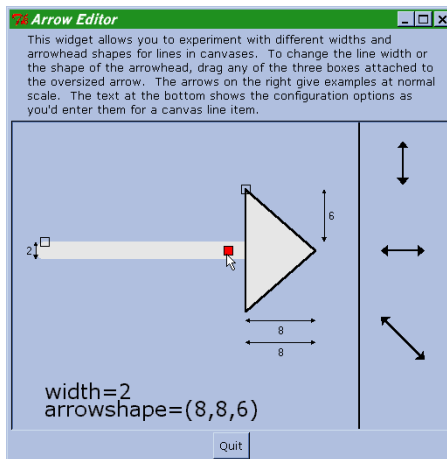 Arrow Editor
This widget allows you to experiment with different widths and
arrowhead shapes for lines in canvases. To change the line width or
the shape of the arrowhead, drag any of the three boxes attached to
the oversized arrow. The arrows on the right give examples at normal
scale. The text at the bottom shows the configuration options as
you'd enter them for a canvas line item.
6
2
8
8
width=2
arrowshape=(8,8,6)
Quit